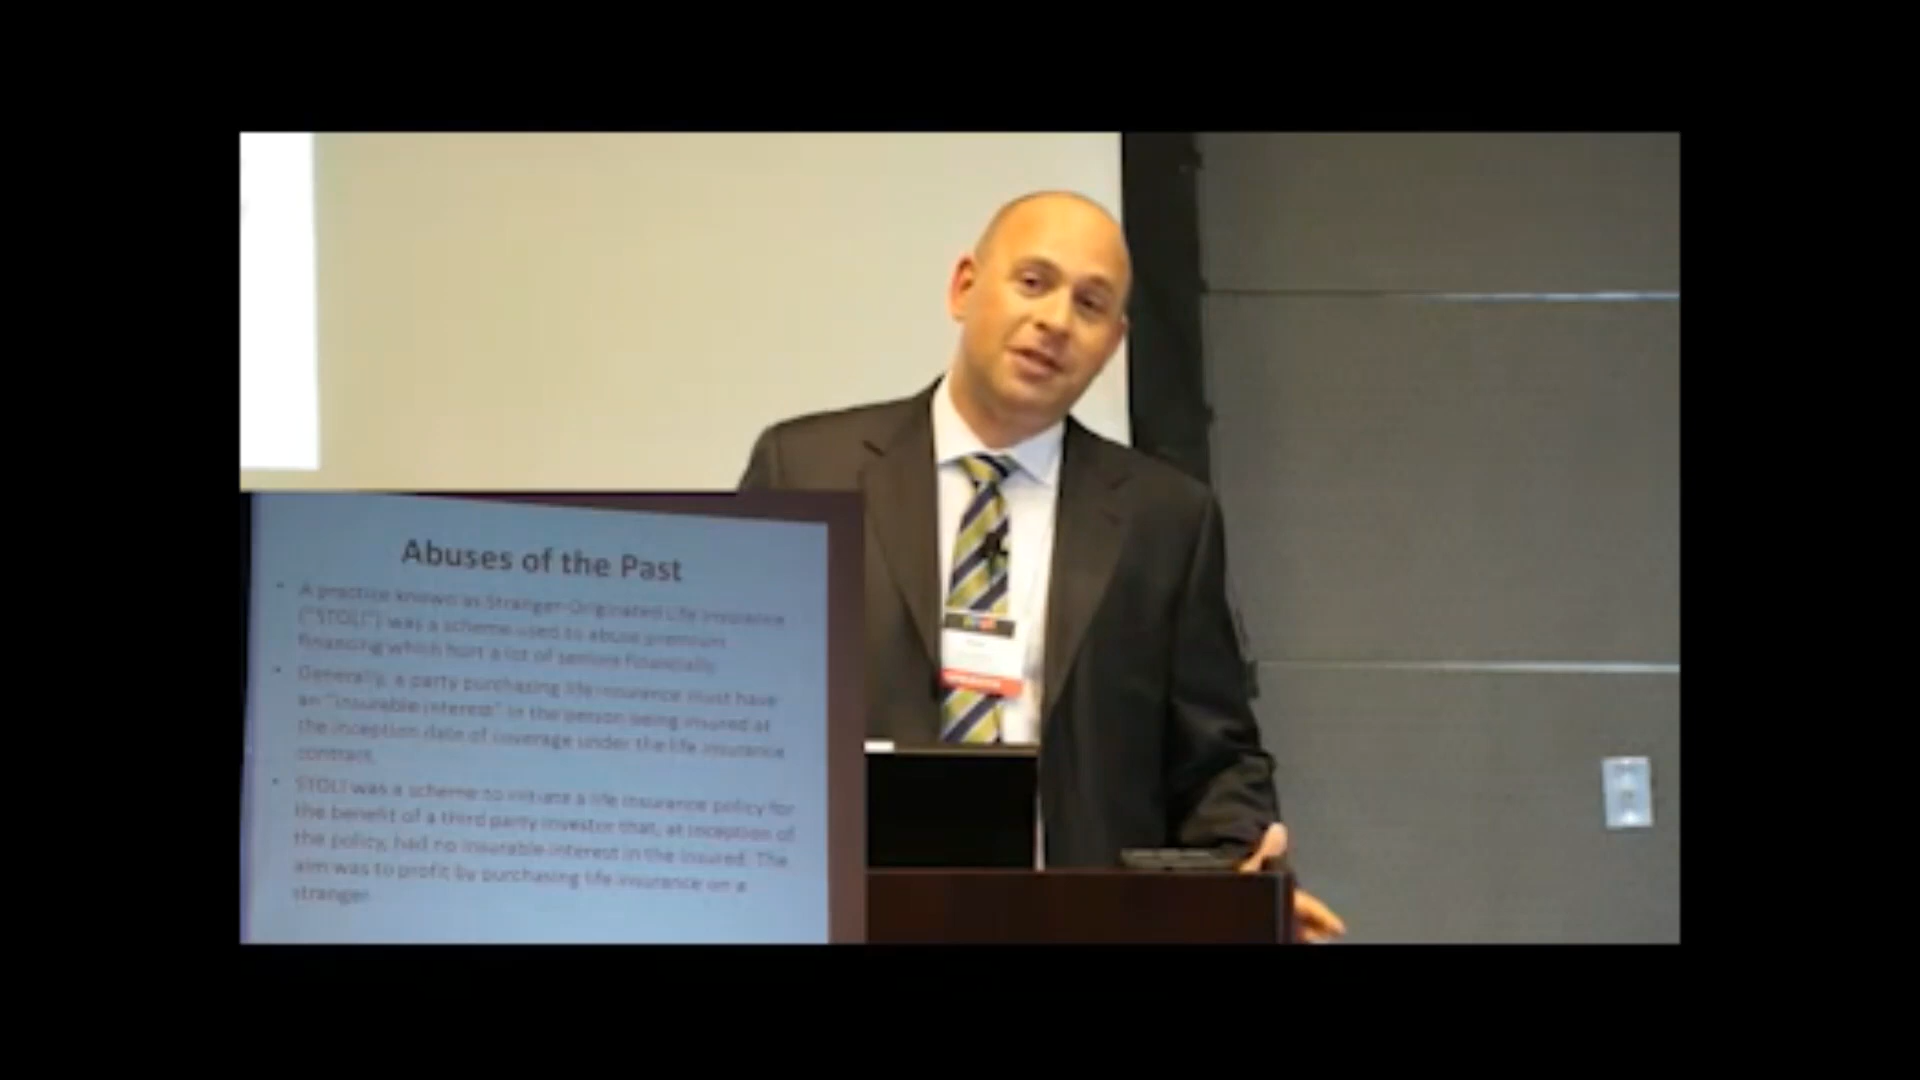 Abuses of the Past
• A practice known as Stranger-Originated Life Insurance
("STOLI") was a scheme used to abuse premium
financing which hurt a lot of seniors financially.
• Generally, a party purchasing life insurance must have
an "insurable interest" in the person being insured at
the inception date of coverage under the life insurance
contract.
• STOLI was a scheme to initiate a life insurance policy for
the benefit of a third party investor that, at inception of
the policy, had no insurable interest in the insured. The
aim was to profit by purchasing life insurance on a
stranger.